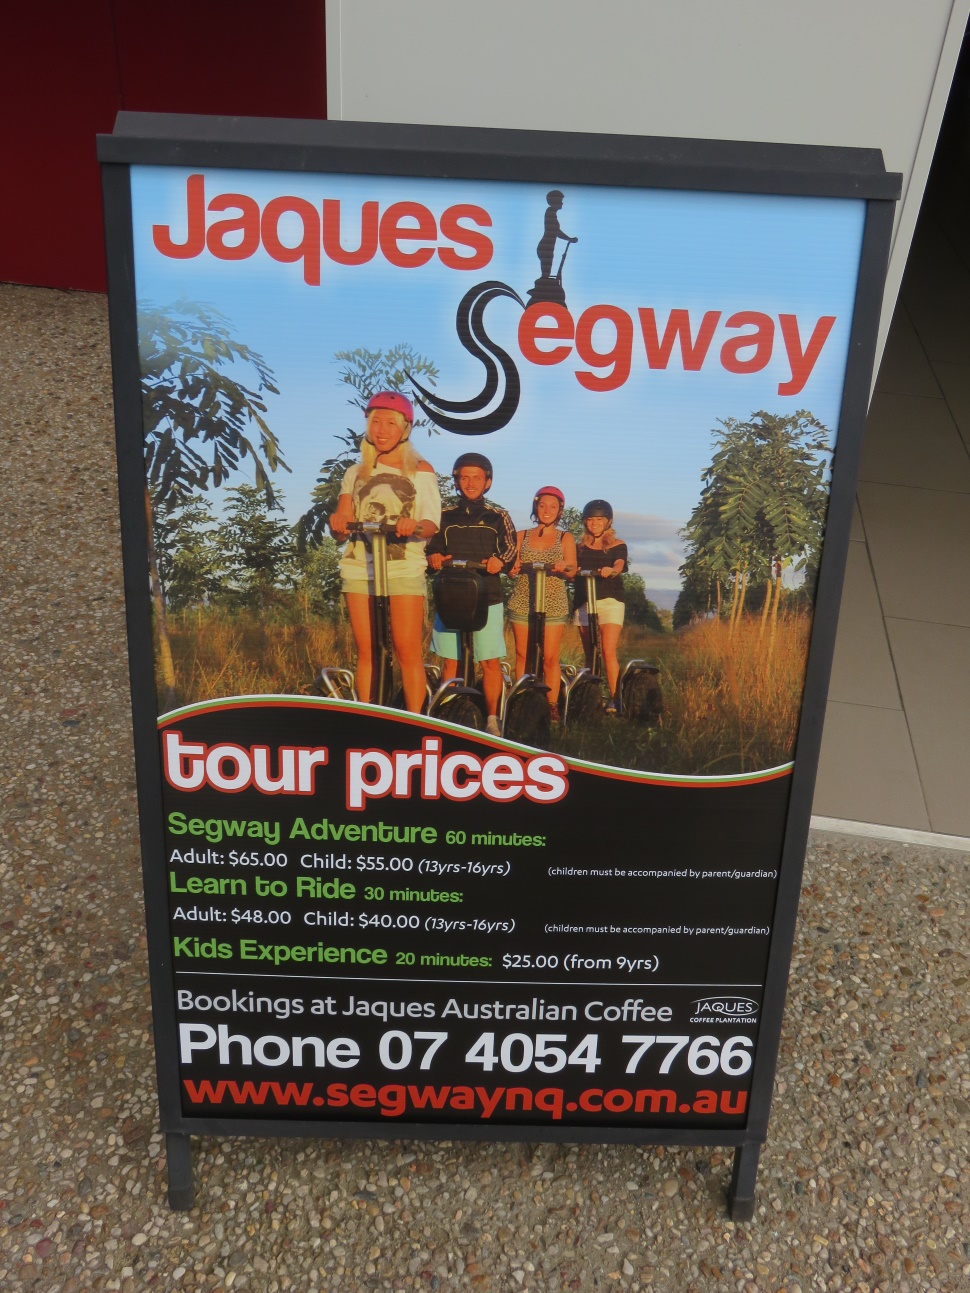 Jaques
Segway
tour prices
Segway Adventure 60 minutes:
Adult: $65.00 Child: $55.00 (13yrs-16yrs) (children must be accompanied by parent/guardian)
Learn to Ride 30 minutes:
Adult: $48.00 Child: $40.00 (13yrs-16yrs) (children must be accompanied by parent/guardian)
Kids Experience 20 minutes: $25.00 (from 9yrs)
Bookings at Jaques Australian Coffee
JAQUES
COFFEE PLANTATION
Phone 07 4054 7766
www.segwaynq.com.au